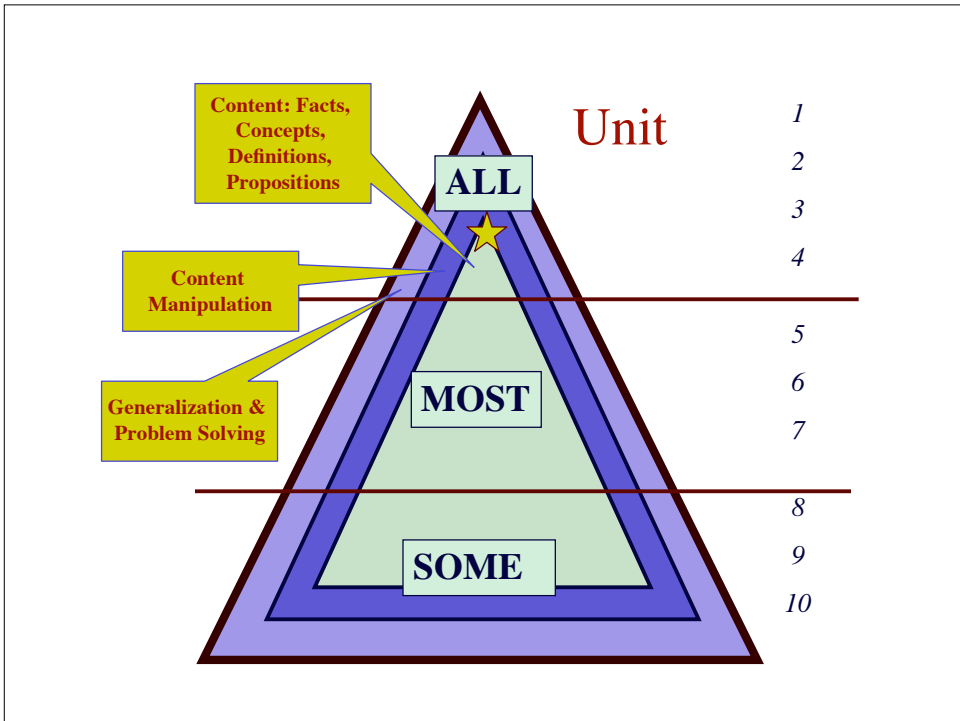 Content: Facts,
Concepts,
Definitions,
Propositions
Unit
ALL
Content
Manipulation
MOST
Generalization &
Problem Solving
SOME
1
2
3
4
5
6
7
8
9
10